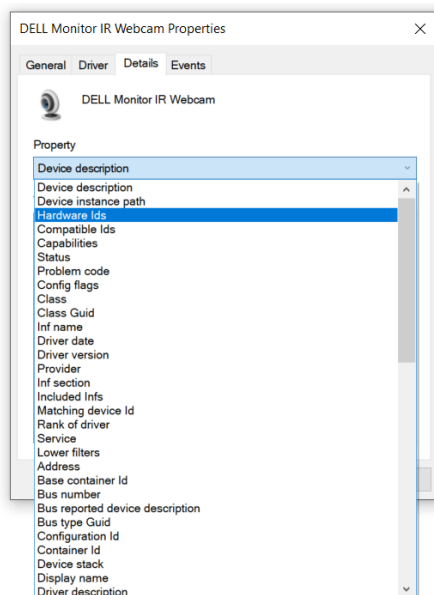 DELL Monitor IR Webcam Properties
General Driver Details Events
DELL Monitor IR Webcam
Property
Device description
Device description
Device instance path
Hardware Ids
Compatible Ids
Capabilities
Status
Problem code
Config flags
Class
Class Guid
Inf name
Driver date
Driver version
Provider
Inf section
Included Infs
Matching device Id
Rank of driver
Service
Lower filters
Address
Base container Id
Bus number
Bus reported device description
Bus type Guid
Configuration Id
Container Id
Device stack
Display name
Driver description